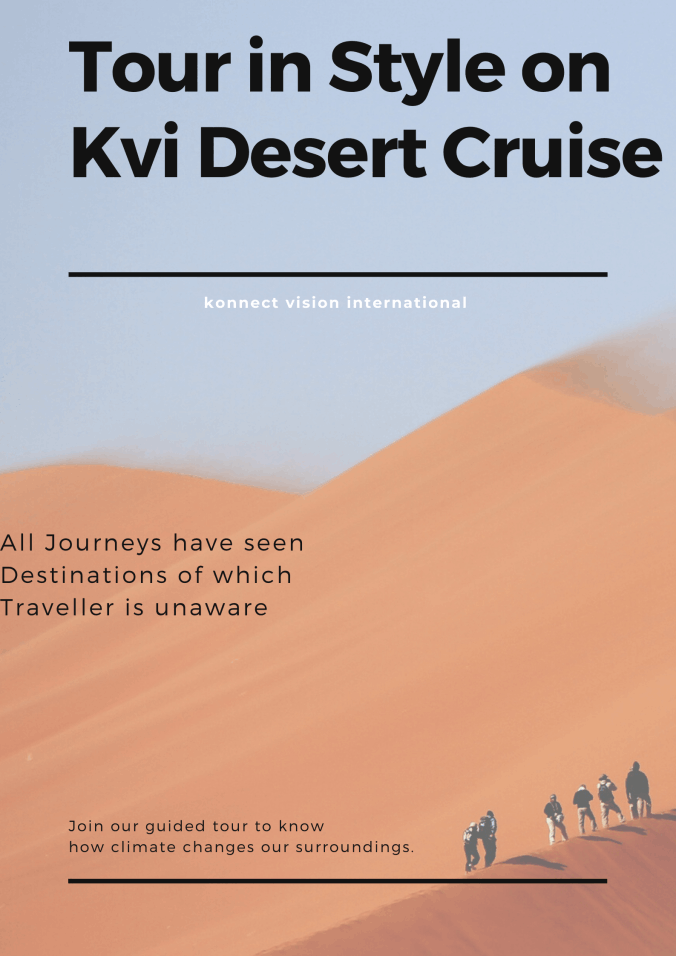 Tour in Style on
Kvi Desert Cruise
konnect vision international
All Journeys have seen
Destinations of which
Traveller is unaware
Join our guided tour to know
how climate changes our surroundings.